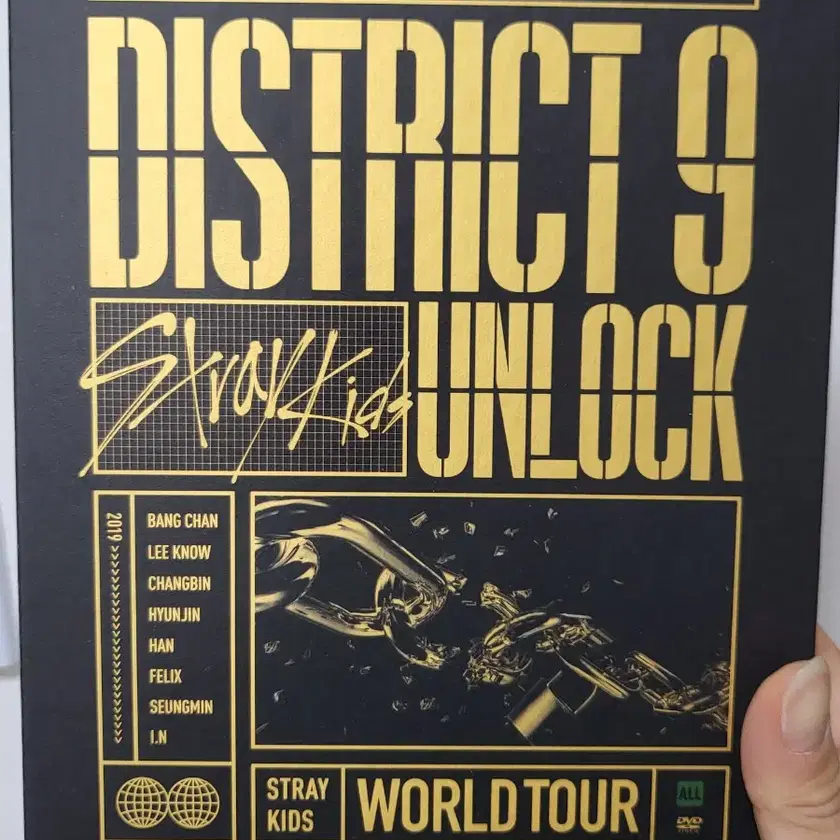 DISTRICT 9
Stray Kids
UNLOCK
2019
BANG CHAN
LEE KNOW
CHANGBIN
HYUNJIN
HAN
FELIX
SEUNGMIN
I.N
STRAY
KIDS
WORLD TOUR
ALL
DVD